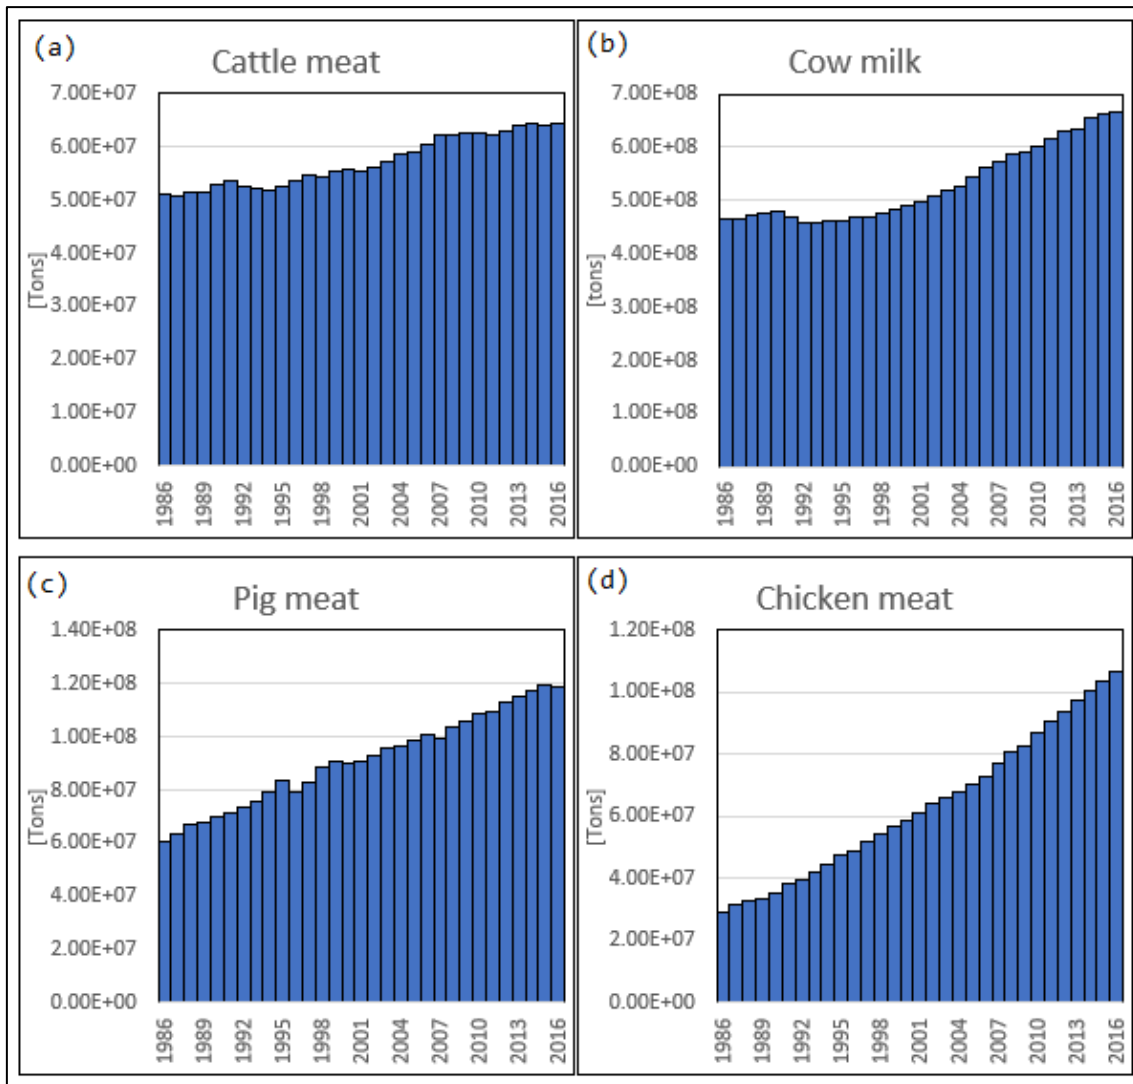 (a)
Cattle meat
7.00E+07
6.00E+07
5.00E+07
4.00E+07
3.00E+07
2.00E+07
1.00E+07
0.00E+00
[Tons]
1986 1989 1992 1995 1998 2001 2004 2007 2010 2013 2016
(b)
Cow milk
7.00E+08
6.00E+08
5.00E+08
4.00E+08
3.00E+08
2.00E+08
1.00E+08
0.00E+00
[tons]
1986 1989 1992 1995 1998 2001 2004 2007 2010 2013 2016
(c)
Pig meat
1.40E+08
1.20E+08
1.00E+08
8.00E+07
6.00E+07
4.00E+07
2.00E+07
0.00E+00
[Tons]
1986 1989 1992 1995 1998 2001 2004 2007 2010 2013 2016
(d)
Chicken meat
1.20E+08
1.00E+08
8.00E+07
6.00E+07
4.00E+07
2.00E+07
0.00E+00
[Tons]
1986 1989 1992 1995 1998 2001 2004 2007 2010 2013 2016